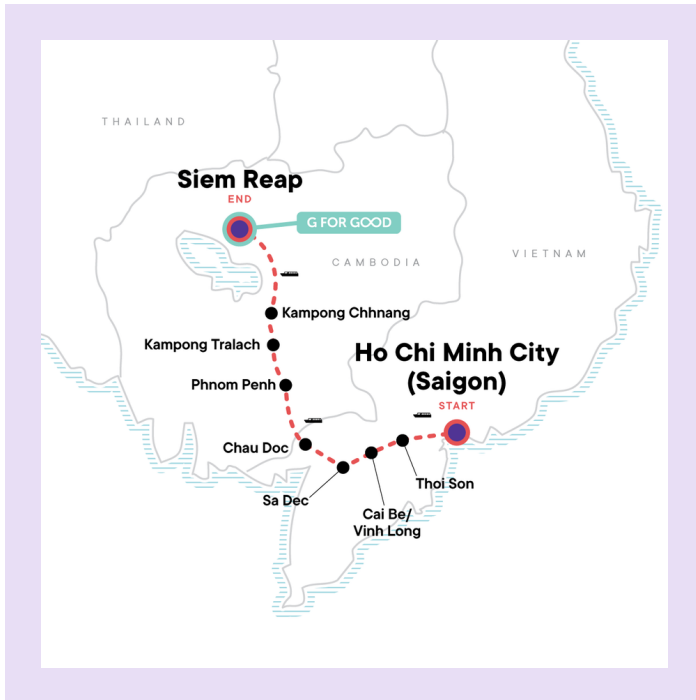 THAILAND
Siem Reap
END
G FOR GOOD
CAMBODIA
VIETNAM
Kampong Chhnang
Kampong Tralach
Ho Chi Minh City
(Saigon)
START
Phnom Penh
Chau Doc
Thoi Son
Sa Dec
Cai Be/
Vinh Long